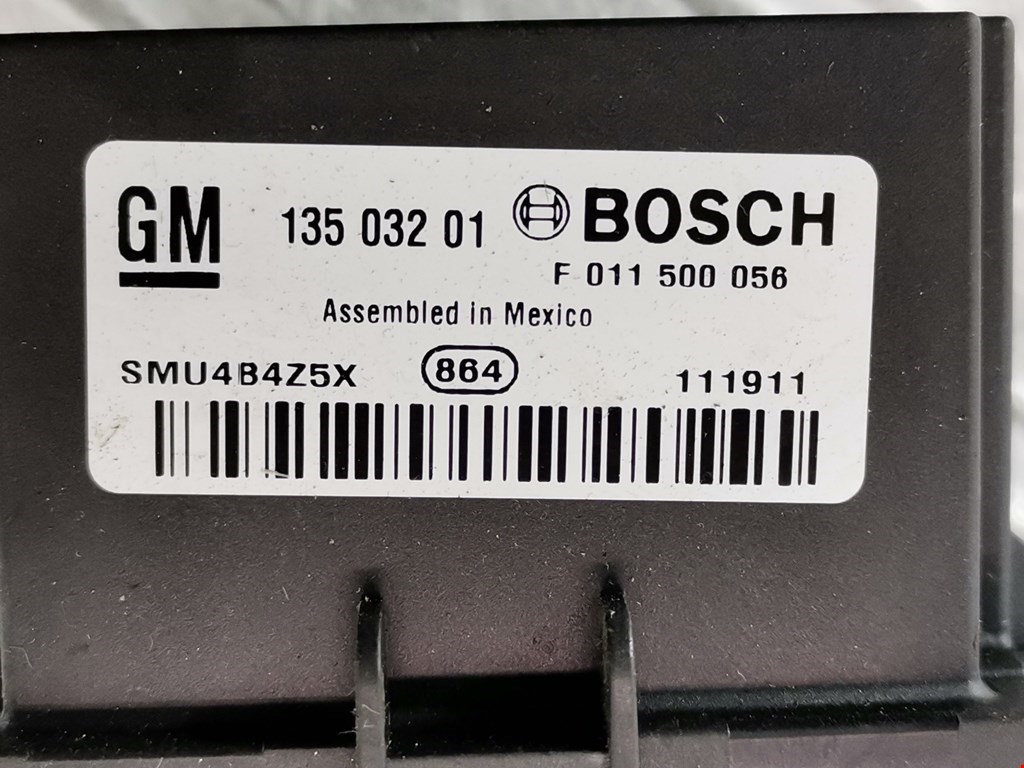 GM 135 032 01 BOSCH
F 011 500 056
Assembled in Mexico
SMU4B4Z5X 864 111911